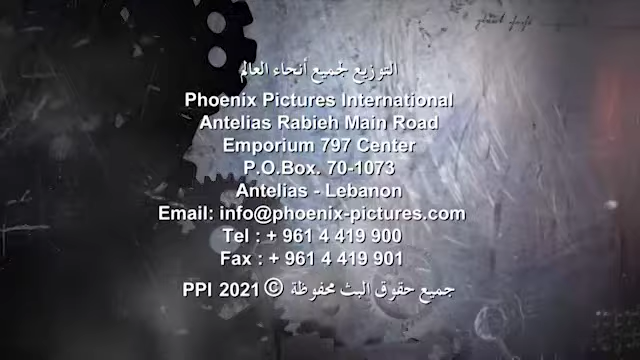 التوزيع لجميع أنحاء العالم
Phoenix Pictures International
Antelias Rabieh Main Road
Emporium 797 Center
P.O.Box. 70-1073
Antelias - Lebanon
Email: info@phoenix-pictures.com
Tel : + 961 4 419 900
Fax : + 961 4 419 901
جميع حقوق البث محفوظة © PPI 2021